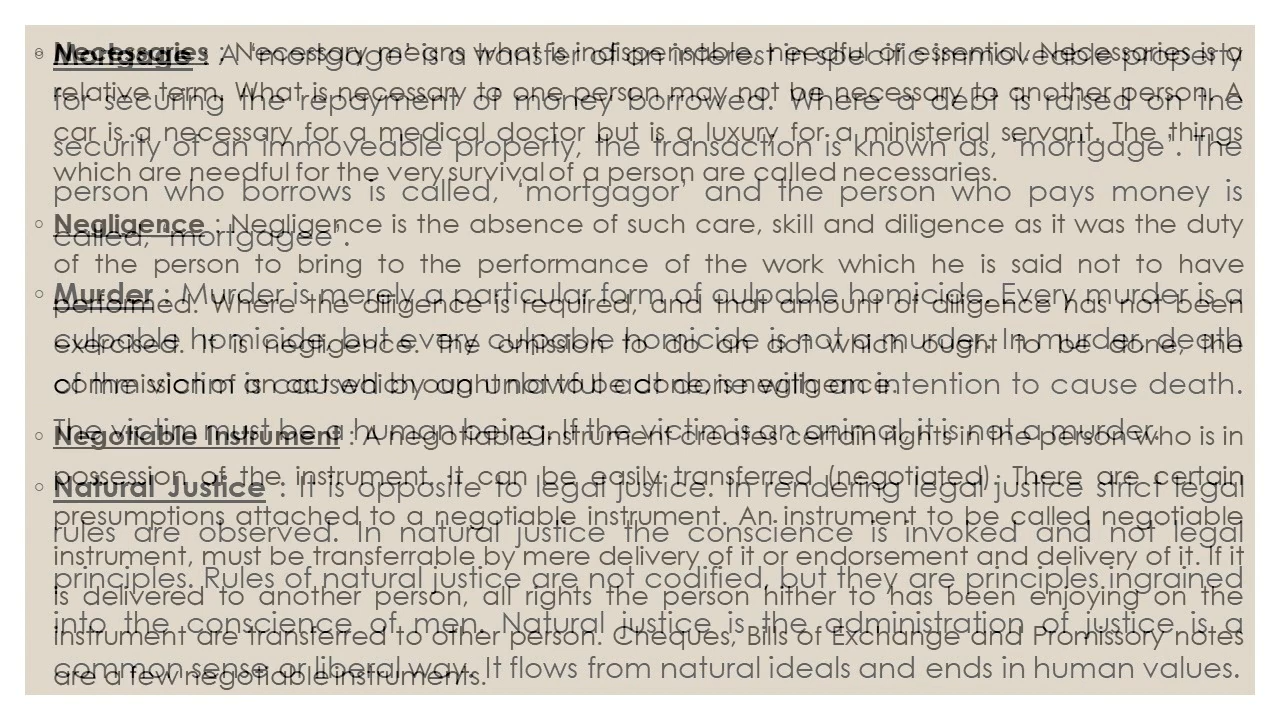 Mortgage : A 'mortgage' is a transfer of an interest in specific immoveable property
for securing the repayment of money borrowed. Where a debt is raised on the
security of an immoveable property, the transaction is known as, "mortgage". The
person who borrows is called, 'mortgagor' and the person who pays money is
called, "mortgagee".
Murder : Murder is merely a particular form of culpable homicide. Every murder is a
culpable homicide, but every culpable homicide is not a murder. In murder, death
of the victim is caused by an unlawful act done with an intention to cause death.
The victim must be a human being. If the victim is an animal, it is not a murder.
Natural Justice : It is opposite to legal justice. In rendering legal justice strict legal
rules are observed. In natural justice the conscience is invoked and not legal
principles. Rules of natural justice are not codified, but they are principles ingrained
into the conscience of men. Natural justice is the administration of justice is a
common sense or liberal way. It flows from natural ideals and ends in human values.
Necessaries : A Necessary means what is indispensable, needful of essential. Necessaries is a
relative term. What is necessary to one person may not be necessary to another person. A
car is a necessary for a medical doctor but is a luxury for a ministerial servant. The things
which are needful for the very survival of a person are called necessaries.
Negligence : Negligence is the absence of such care, skill and diligence as it was the duty
of the person to bring to the performance of the work which he is said not to have
performed. Where the diligence is required, and that amount of diligence has not been
exercised. It is negligence. The omission to do an act which ought to be done, the
commission of an act which ought not to be done, is negligence.
Negotiable Instrument : A negotiable instrument creates certain rights in the person who is in
possession of the instrument. It can be easily transferred (negotiated). There are certain
presumptions attached to a negotiable instrument. An instrument to be called negotiable
instrument, must be transferrable by mere delivery of it or endorsement and delivery of it. If it
is delivered to another person, all rights the person hither to has been enjoying on the
instrument are transferred to other person. Cheques, Bills of Exchange and Promissory notes
are a few negotiable instruments.